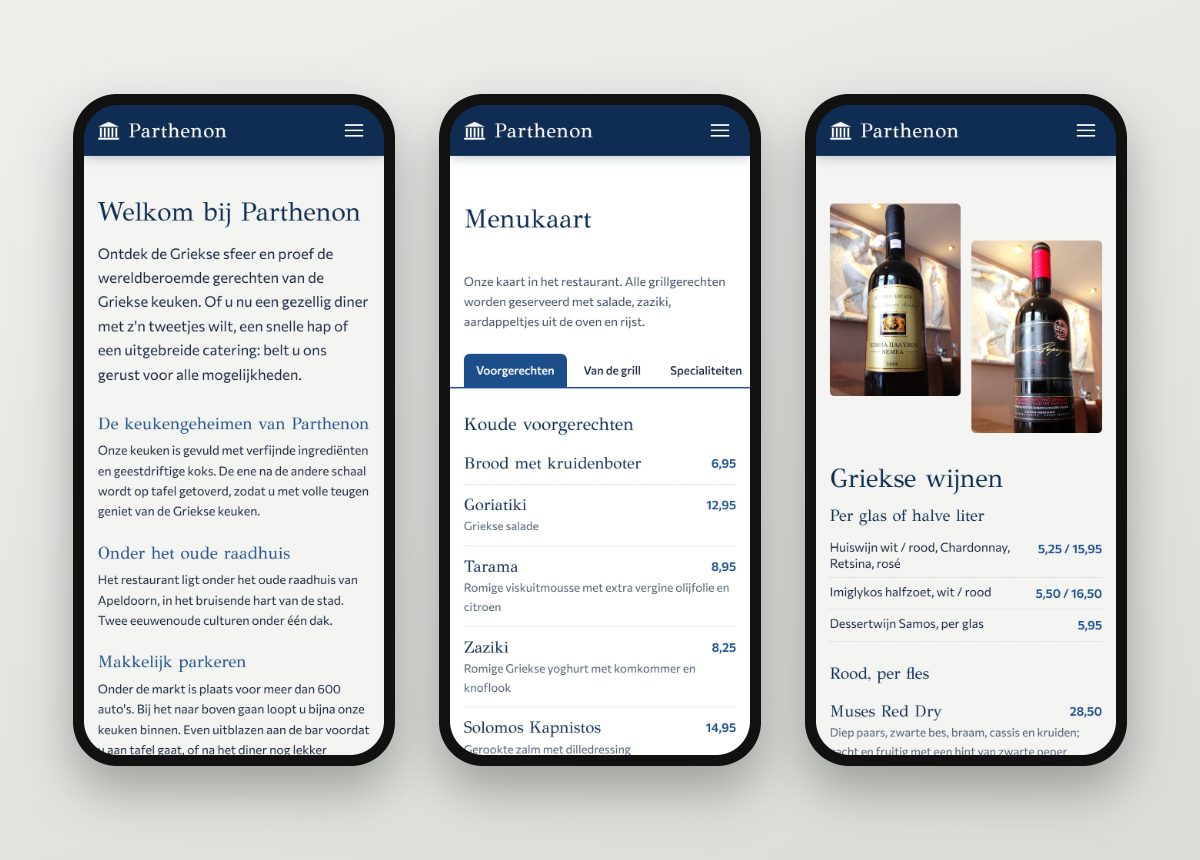 Parthenon
Welkom bij Parthenon
Ontdek de Griekse sfeer en proef de
wereldberoemde gerechten van de
Griekse keuken. Of u nu een gezellig diner
met z'n tweetjes wilt, een snelle hap of
een uitgebreide catering: belt u ons
gerust voor alle mogelijkheden.
De keukengeheimen van Parthenon
Onze keuken is gevuld met verfijnde ingrediënten
en geestdriftige koks. De ene na de andere schaal
wordt op tafel getoverd, zodat u met volle teugen
geniet van de Griekse keuken.
Onder het oude raadhuis
Het restaurant ligt onder het oude raadhuis van
Apeldoorn, in het bruisende hart van de stad.
Twee eeuwenoude culturen onder één dak.
Makkelijk parkeren
Onder de markt is plaats voor meer dan 600
auto's. Bij het naar boven gaan loopt u bijna onze
keuken binnen. Even uitblazen aan de bar voordat
u aan tafel gaat, of na het diner nog lekker
Parthenon
Menukaart
Onze kaart in het restaurant. Alle grillgerechten
worden geserveerd met salade, zaziki,
aardappeltjes uit de oven en rijst.
Voorgerechten Van de grill Specialiteiten
Koude voorgerechten
Brood met kruidenboter 6,95
Goriatiki 12,95
Griekse salade
Tarama 8,95
Romige viskuitmousse met extra vergine olijfolie en
citroen
Zaziki 8,25
Romige Griekse yoghurt met komkommer en
knoflook
Solomos Kapnistos 14,95
Gerookte zalm met dilledressing
Parthenon
ΝΕΜΕΑ
Griekse wijnen
Per glas of halve liter
Huiswijn wit / rood, Chardonnay, 5,25 / 15,95
Retsina, rosé
Imiglykos halfzoet, wit / rood 5,50 / 16,50
Dessertwijn Samos, per glas 5,95
Rood, per fles
Muses Red Dry 28,50
Diep paars, zwarte bes, braam, cassis en kruiden;
zacht en fruitig met een hint van zwarte peper